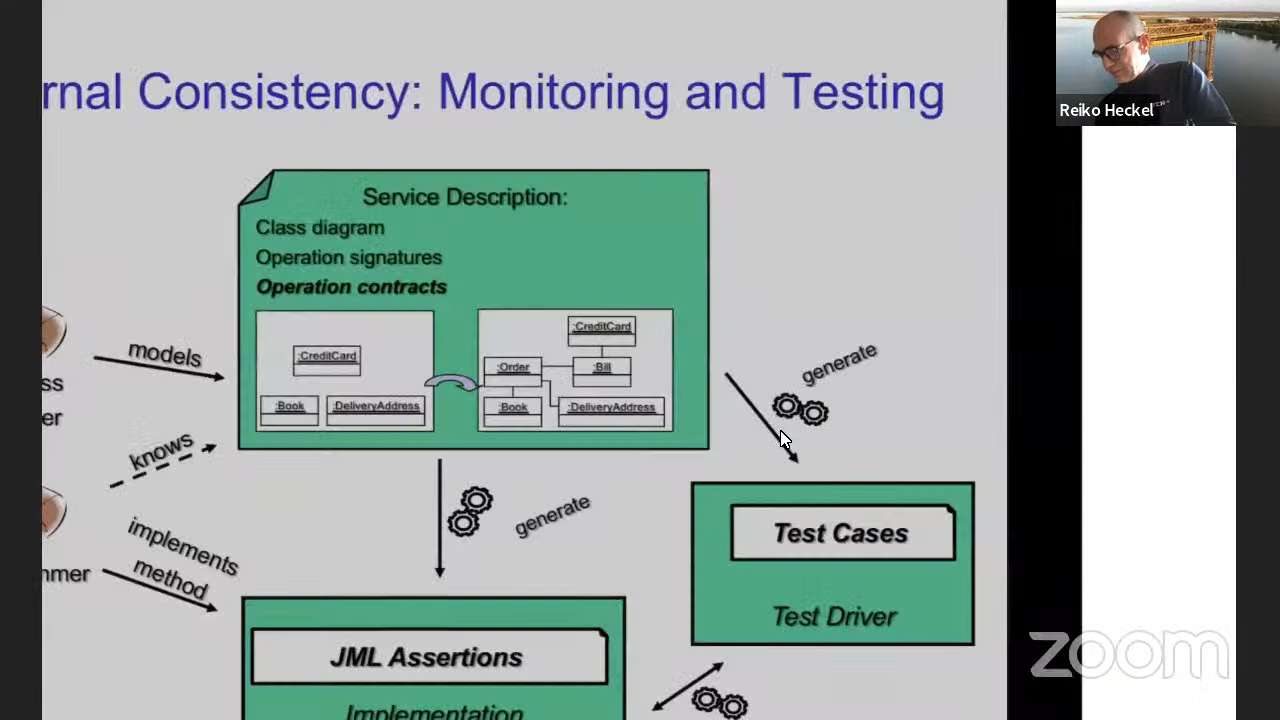 rnal Consistency: Monitoring and Testing
Reiko Heckel
Service Description:
Class diagram
Operation signatures
Operation contracts
:CreditCard
:Book
:DeliveryAddress
:CreditCard
:Order
:Bill
:Book
:DeliveryAddress
models
ss
er
knows
generate
generate
implements
method
mmer
Test Cases
Test Driver
JML Assertions
Implementation
zoom